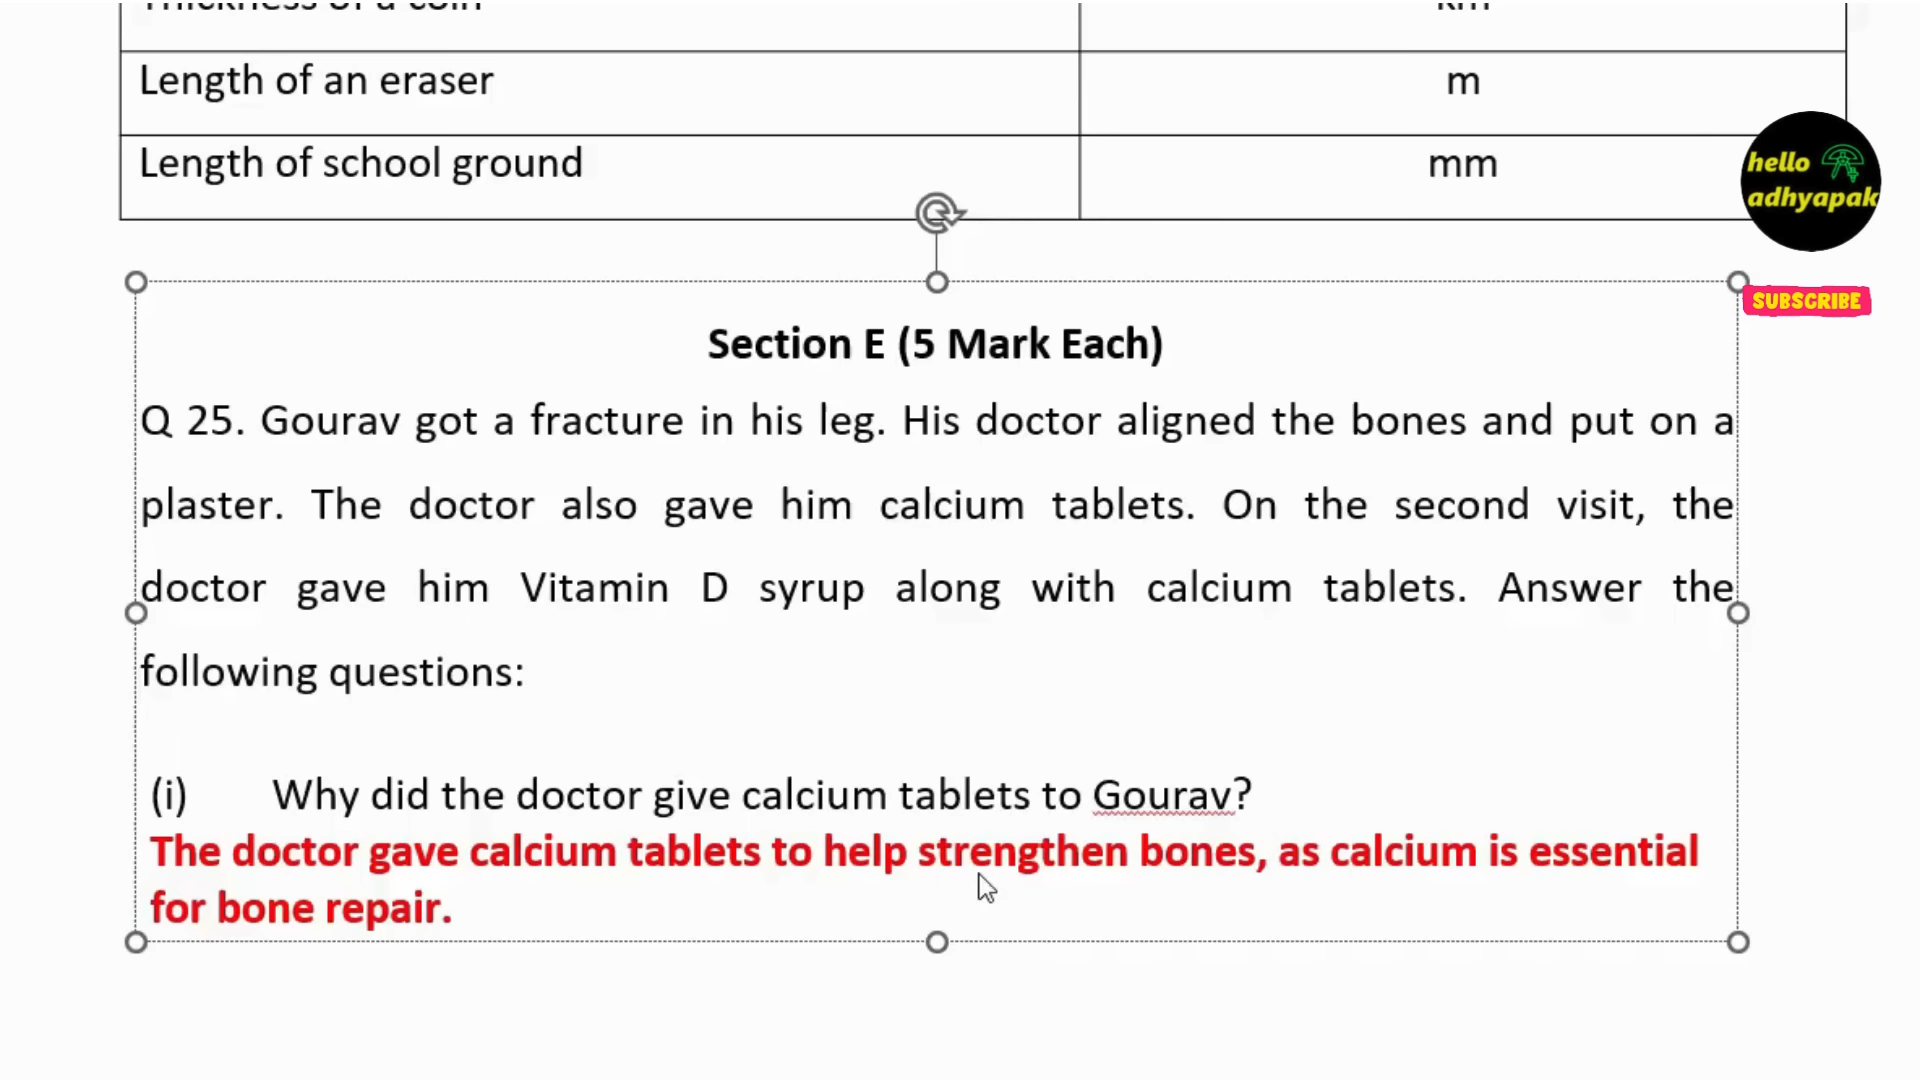 Thickness of a coin km
Length of an eraser m
Length of school ground mm
hello
adhyapak
SUBSCRIBE
Section E (5 Mark Each)
Q 25. Gourav got a fracture in his leg. His doctor aligned the bones and put on a
plaster. The doctor also gave him calcium tablets. On the second visit, the
doctor gave him Vitamin D syrup along with calcium tablets. Answer the
following questions:
(i) Why did the doctor give calcium tablets to Gourav?
The doctor gave calcium tablets to help strengthen bones, as calcium is essential
for bone repair.